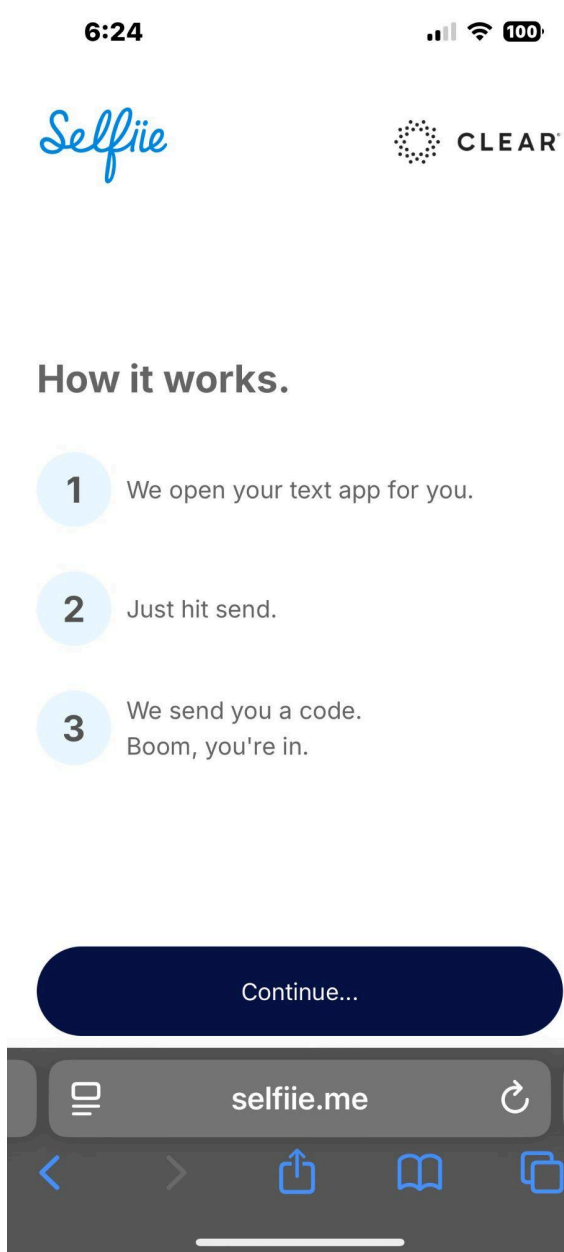 6:24
100
Selfiie
CLEAR
How it works.
1 We open your text app for you.
2 Just hit send.
3 We send you a code.
Boom, you're in.
Continue...
selfiie.me